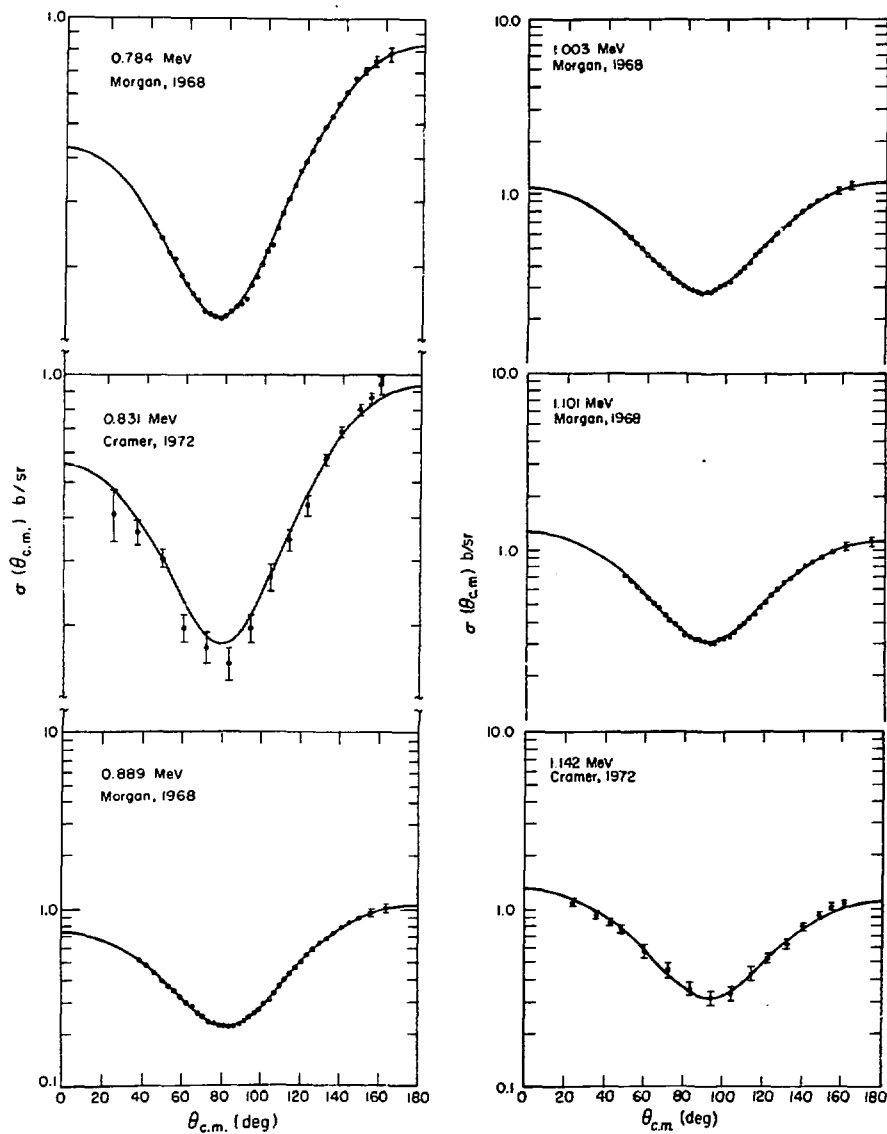 1.0
0.784 MeV
Morgan, 1968
1.0
0.831 MeV
Cramer, 1972
σ (θc.m.) b/sr
10
0.889 MeV
Morgan, 1968
1.0
0.1
0 20 40 60 80 100 120 140 160 180
θc.m. (deg)
10.0
1.003 MeV
Morgan, 1968
1.0
10.0
1.101 MeV
Morgan, 1968
1.0
σ (θc.m.) b/sr
10.0
1.142 MeV
Cramer, 1972
1.0
0.1
0 20 40 60 80 100 120 140 160 180
θc.m. (deg)